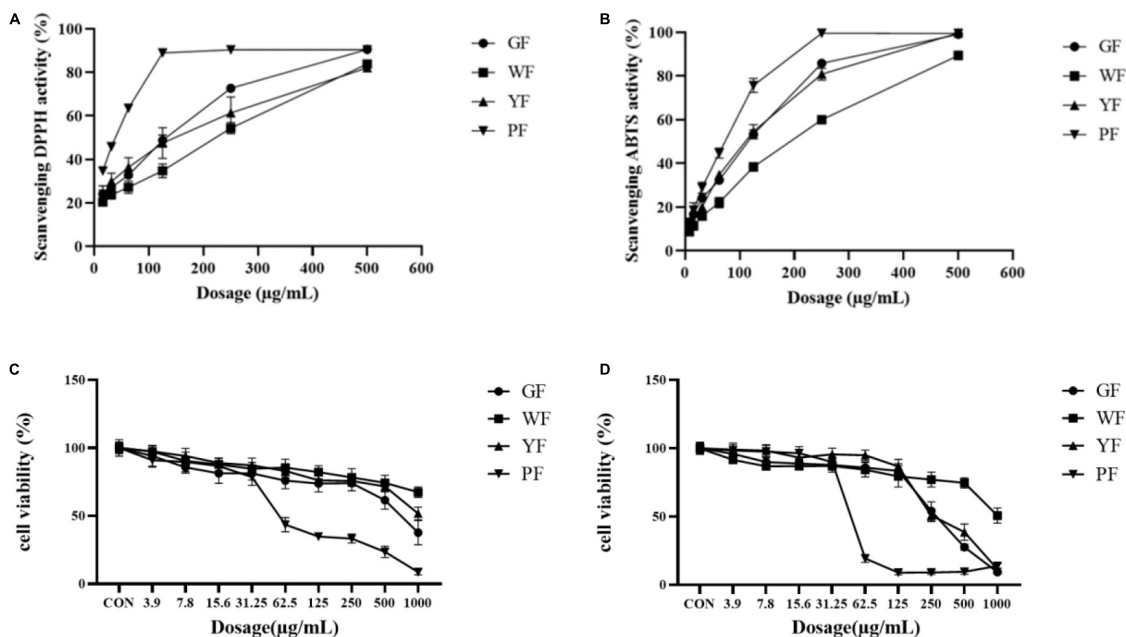 A
Scanvenging DPPH activity (%)
100
80
60
40
20
0
0
100
200
300
400
500
600
Dosage (μg/mL)
GF
WF
YF
PF
B
Scanvenging ABTS activity (%)
100
80
60
40
20
0
0
100
200
300
400
500
600
Dosage (μg/mL)
GF
WF
YF
PF
C
cell viability (%)
150
100
50
0
CON
3.9
7.8
15.6
31.25
62.5
125
250
500
1000
Dosage(μg/mL)
GF
WF
YF
PF
D
cell viability (%)
150
100
50
0
CON
3.9
7.8
15.6
31.25
62.5
125
250
500
1000
Dosage(μg/mL)
GF
WF
YF
PF